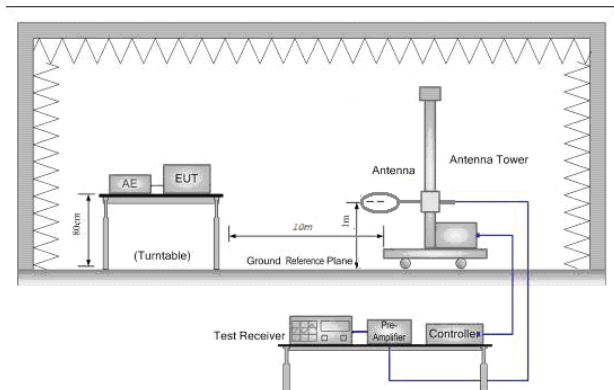 Antenna
Antenna Tower
AE
EUT
80cm
(Turntable)
10m
1m
Ground Reference Plane
Test Receiver
Pre-
Amplifier
Controller